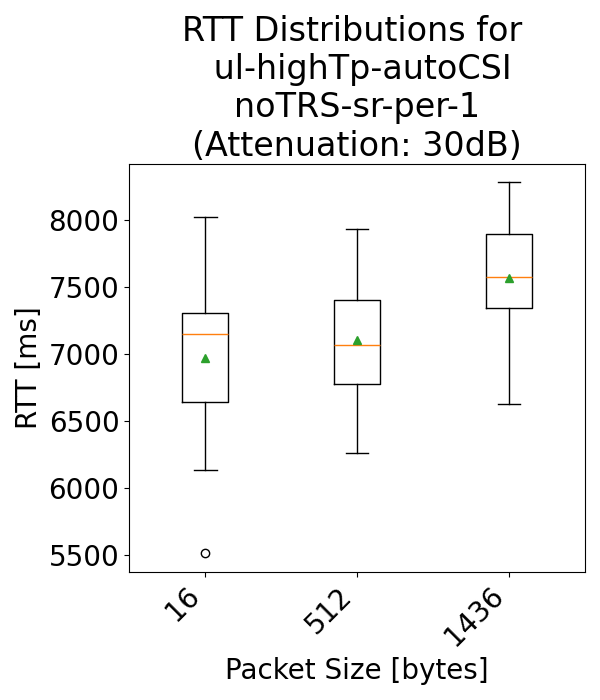 RTT Distributions for
ul-highTp-autoCSI
noTRS-sr-per-1
(Attenuation: 30dB)
RTT [ms]
8000
7500
7000
6500
6000
5500
16
512
1436
Packet Size [bytes]